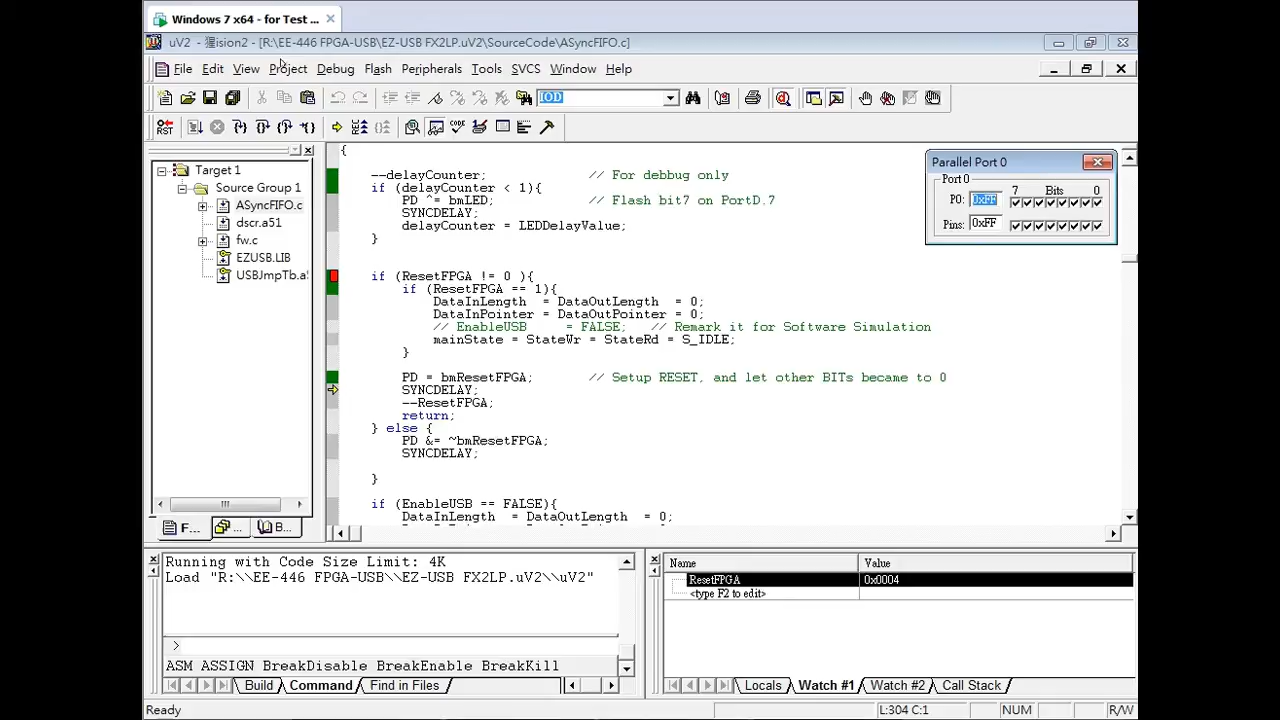 Windows 7 x64 - for Test ...
uV2 - 猩ision2 - [R:\EE-446 FPGA-USB\EZ-USB FX2LP.uV2\SourceCode\ASyncFIFO.c]
File Edit View Project Debug Flash Peripherals Tools SVCS Window Help
IOD
RST
Target 1
Source Group 1
ASyncFIFO.c
dscr.a51
fw.c
EZUSB.LIB
USBJmpTb.a
F... ... B...
{
--delayCounter; // For debbug only
if (delayCounter < 1){
PD ^= bmLED; // Flash bit7 on PortD.7
SYNCDELAY;
delayCounter = LEDDelayValue;
}
if (ResetFPGA != 0 ){
if (ResetFPGA == 1){
DataInLength = DataOutLength = 0;
DataInPointer = DataOutPointer = 0;
// EnableUSB = FALSE; // Remark it for Software Simulation
mainState = StateWr = StateRd = S_IDLE;
}
PD = bmResetFPGA; // Setup RESET, and let other BITs became to 0
SYNCDELAY;
--ResetFPGA;
return;
} else {
PD &= ~bmResetFPGA;
SYNCDELAY;
}
if (EnableUSB == FALSE){
DataInLength = DataOutLength = 0;
Parallel Port 0
Port 0
7 Bits 0
P0: 0xFF
Pins: 0xFF
Running with Code Size Limit: 4K
Load "R:\\EE-446 FPGA-USB\\EZ-USB FX2LP.uV2\\uV2"
>
ASM ASSIGN BreakDisable BreakEnable BreakKill
Build Command Find in Files
Name Value
ResetFPGA 0x0004
<type F2 to edit>
Locals Watch #1 Watch #2 Call Stack
Ready L:304 C:1 NUM R/W